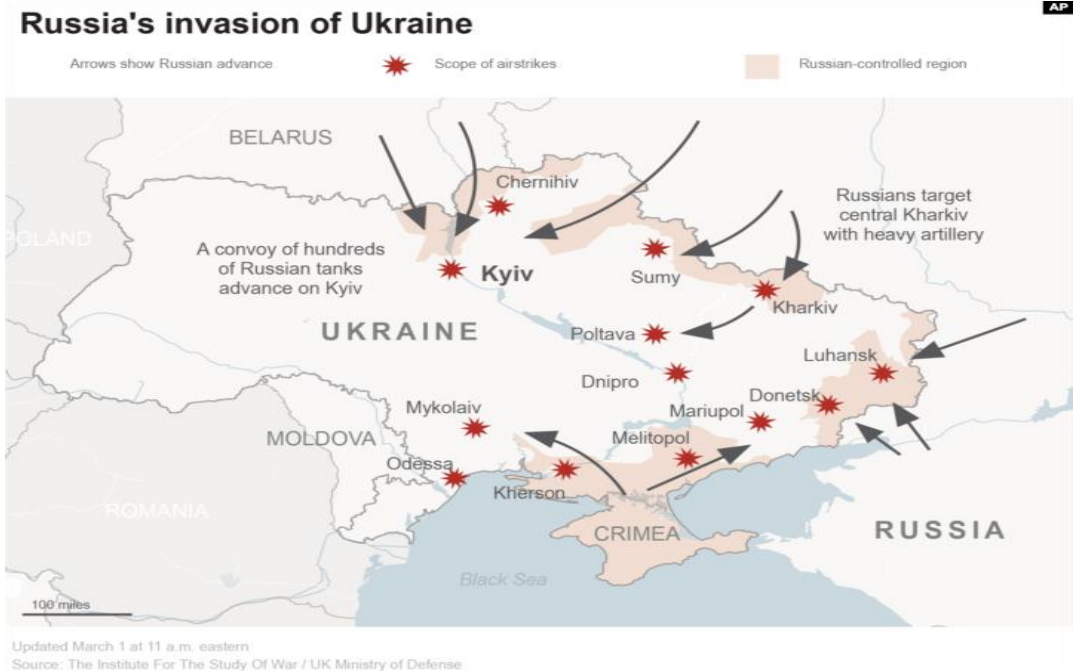 AP
Russia's invasion of Ukraine
Arrows show Russian advance
Scope of airstrikes
Russian-controlled region
BELARUS
Chernihiv
Russians target
central Kharkiv
with heavy artillery
POLAND
A convoy of hundreds
of Russian tanks
advance on Kyiv
Kyiv
Sumy
Kharkiv
UKRAINE
Poltava
Luhansk
Dnipro
Donetsk
Mykolaiv
Mariupol
MOLDOVA
Melitopol
Odessa
Kherson
ROMANIA
CRIMEA
RUSSIA
Black Sea
100 miles
Updated March 1 at 11 a.m. eastern
Source: The Institute For The Study Of War / UK Ministry of Defense